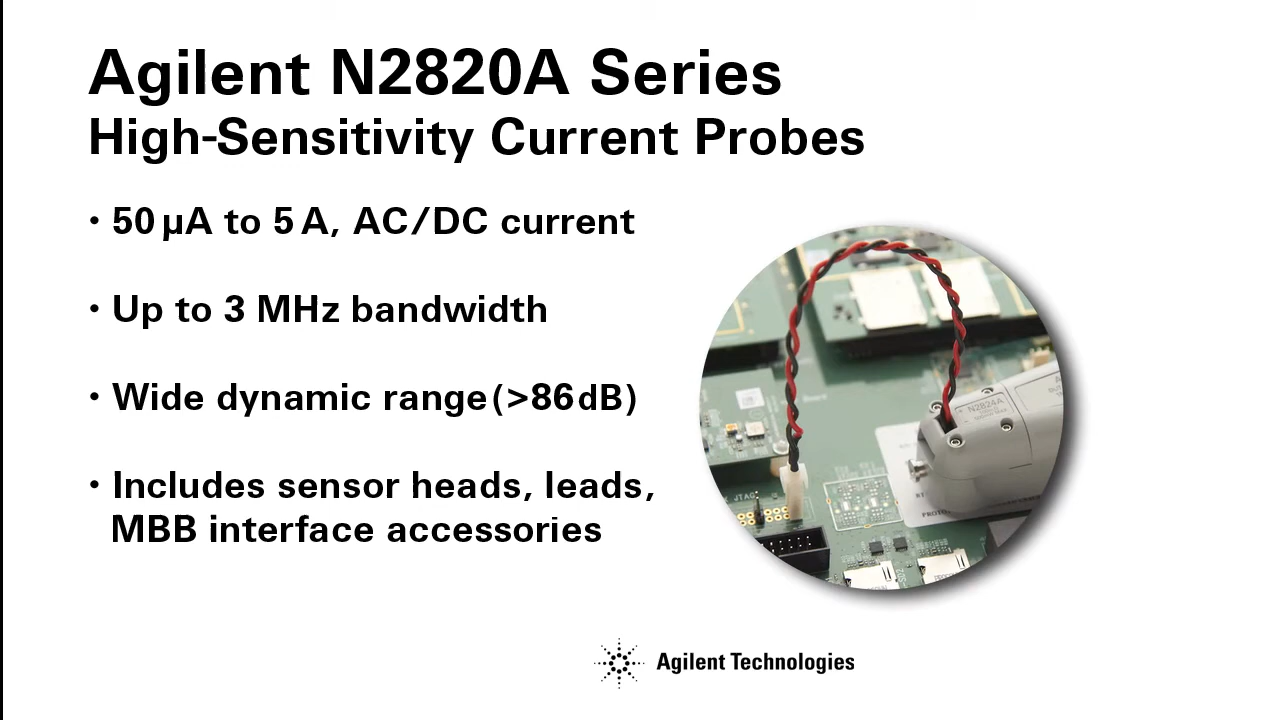 Agilent N2820A Series
High-Sensitivity Current Probes
• 50 µA to 5 A, AC/DC current
• Up to 3 MHz bandwidth
• Wide dynamic range (>86 dB)
• Includes sensor heads, leads,
MBB interface accessories
N2824A
JTAG
Agilent Technologies